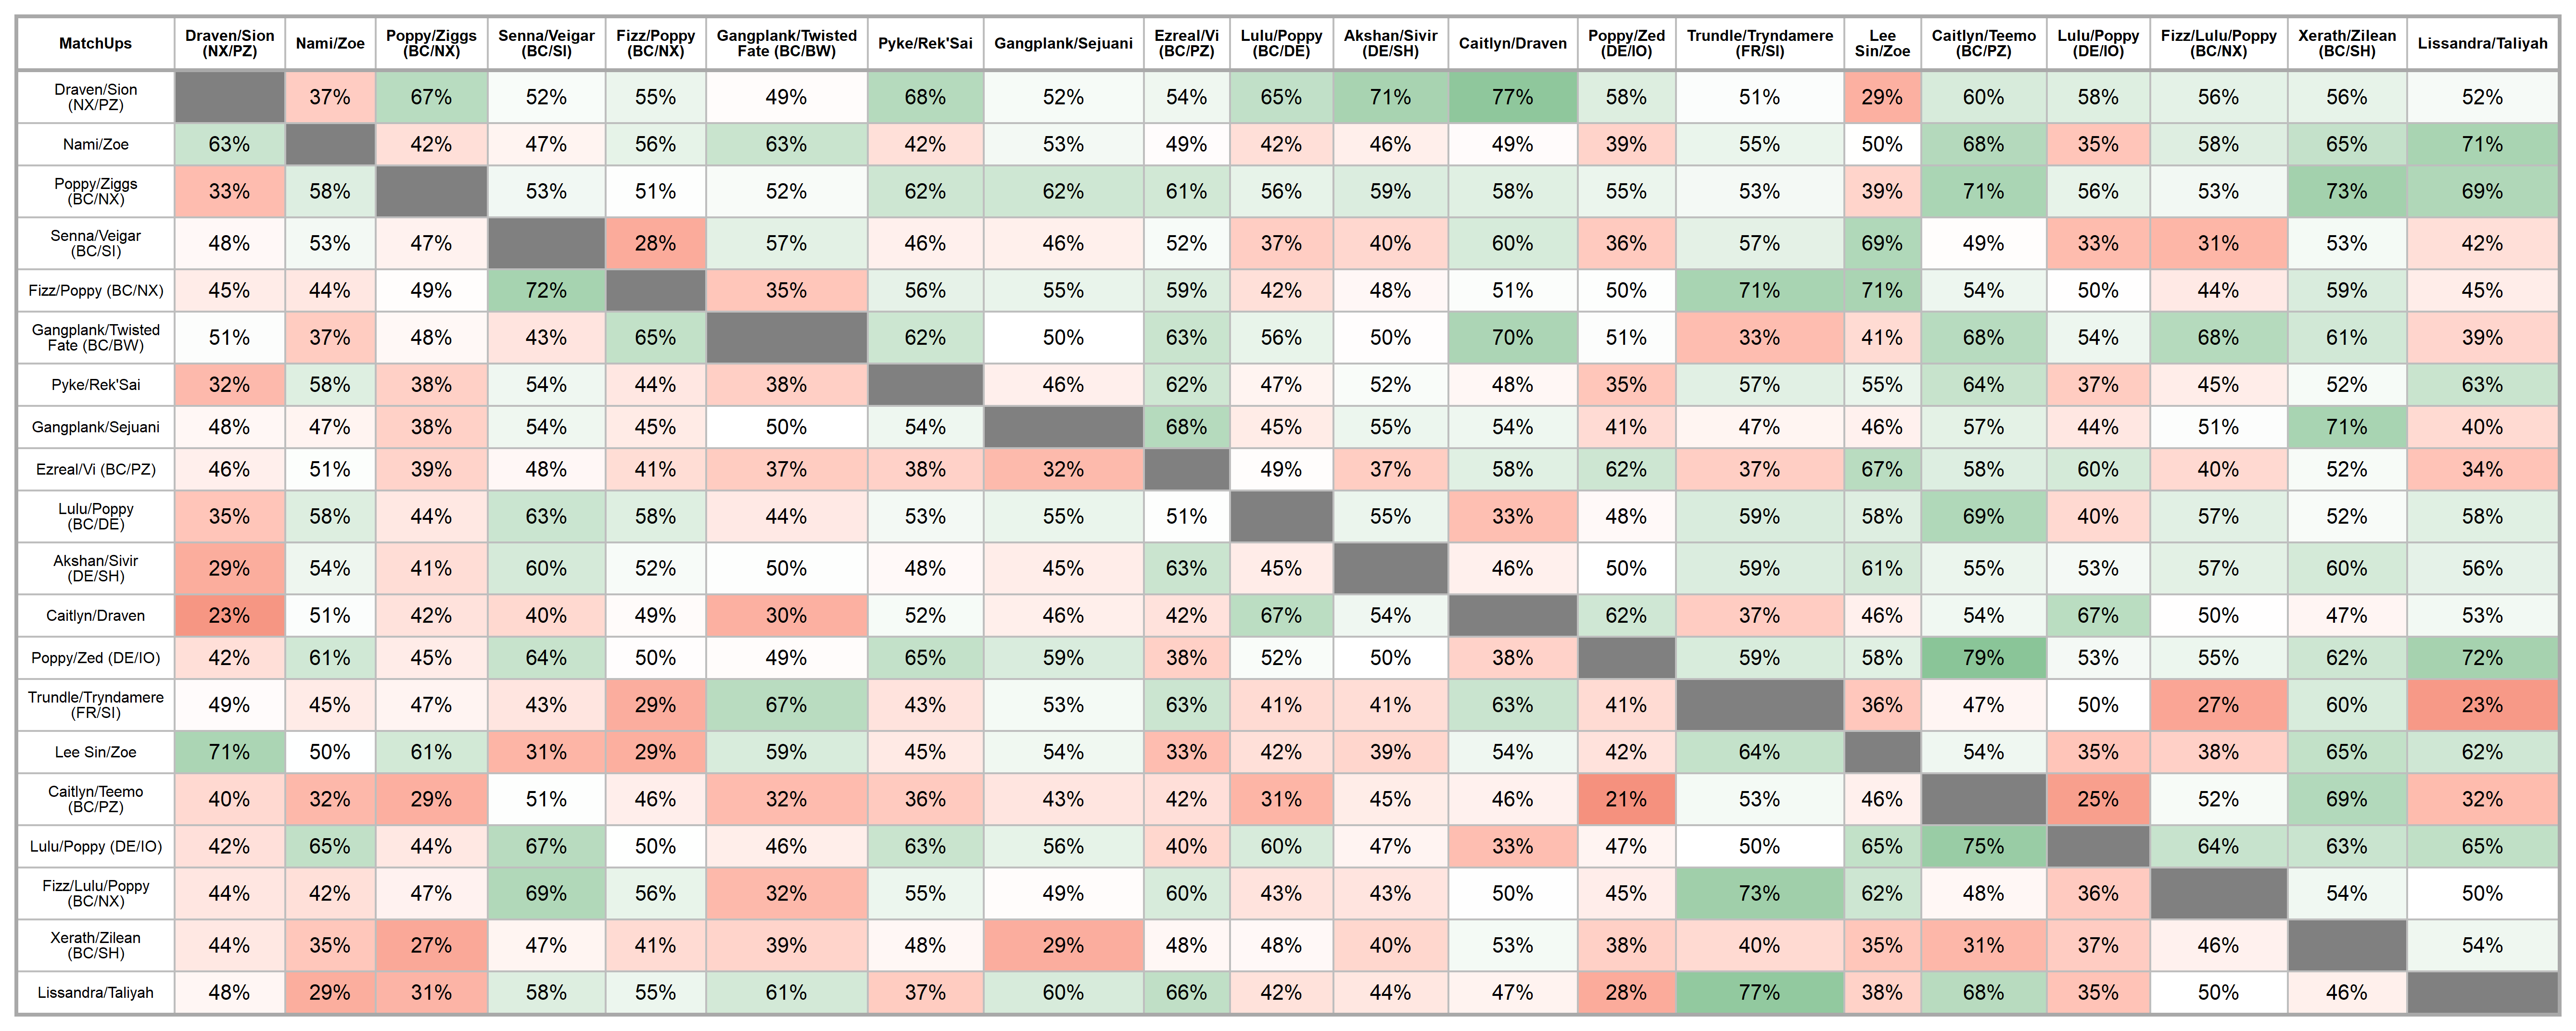 MatchUps Draven/Sion (NX/PZ) Nami/Zoe Poppy/Ziggs (BC/NX) Senna/Veigar (BC/SI) Fizz/Poppy (BC/NX) Gangplank/Twisted Fate (BC/BW) Pyke/Rek'Sai Gangplank/Sejuani Ezreal/Vi (BC/PZ) Lulu/Poppy (BC/DE) Akshan/Sivir (DE/SH) Caitlyn/Draven Poppy/Zed (DE/IO) Trundle/Tryndamere (FR/SI) Lee Sin/Zoe Caitlyn/Teemo (BC/PZ) Lulu/Poppy (DE/IO) Fizz/Lulu/Poppy (BC/NX) Xerath/Zilean (BC/SH) Lissandra/Taliyah
Draven/Sion (NX/PZ) 37% 67% 52% 55% 49% 68% 52% 54% 65% 71% 77% 58% 51% 29% 60% 58% 56% 56% 52%
Nami/Zoe 63% 42% 47% 56% 63% 42% 53% 49% 42% 46% 49% 39% 55% 50% 68% 35% 58% 65% 71%
Poppy/Ziggs (BC/NX) 33% 58% 53% 51% 52% 62% 62% 61% 56% 59% 58% 55% 53% 39% 71% 56% 53% 73% 69%
Senna/Veigar (BC/SI) 48% 53% 47% 28% 57% 46% 46% 52% 37% 40% 60% 36% 57% 69% 49% 33% 31% 53% 42%
Fizz/Poppy (BC/NX) 45% 44% 49% 72% 35% 56% 55% 59% 42% 48% 51% 50% 71% 71% 54% 50% 44% 59% 45%
Gangplank/Twisted Fate (BC/BW) 51% 37% 48% 43% 65% 62% 50% 63% 56% 50% 70% 51% 33% 41% 68% 54% 68% 61% 39%
Pyke/Rek'Sai 32% 58% 38% 54% 44% 38% 46% 62% 47% 52% 48% 35% 57% 55% 64% 37% 45% 52% 63%
Gangplank/Sejuani 48% 47% 38% 54% 45% 50% 54% 68% 45% 55% 54% 41% 47% 46% 57% 44% 51% 71% 40%
Ezreal/Vi (BC/PZ) 46% 51% 39% 48% 41% 37% 38% 32% 49% 37% 58% 62% 37% 67% 58% 60% 40% 52% 34%
Lulu/Poppy (BC/DE) 35% 58% 44% 63% 58% 44% 53% 55% 51% 55% 33% 48% 59% 58% 69% 40% 57% 52% 58%
Akshan/Sivir (DE/SH) 29% 54% 41% 60% 52% 50% 48% 45% 63% 45% 46% 50% 59% 61% 55% 53% 57% 60% 56%
Caitlyn/Draven 23% 51% 42% 40% 49% 30% 52% 46% 42% 67% 54% 62% 37% 46% 54% 67% 50% 47% 53%
Poppy/Zed (DE/IO) 42% 61% 45% 64% 50% 49% 65% 59% 38% 52% 50% 38% 59% 58% 79% 53% 55% 62% 72%
Trundle/Tryndamere (FR/SI) 49% 45% 47% 43% 29% 67% 43% 53% 63% 41% 41% 63% 41% 36% 47% 50% 27% 60% 23%
Lee Sin/Zoe 71% 50% 61% 31% 29% 59% 45% 54% 33% 42% 39% 54% 42% 64% 54% 35% 38% 65% 62%
Caitlyn/Teemo (BC/PZ) 40% 32% 29% 51% 46% 32% 36% 43% 42% 31% 45% 46% 21% 53% 46% 25% 52% 69% 32%
Lulu/Poppy (DE/IO) 42% 65% 44% 67% 50% 46% 63% 56% 40% 60% 47% 33% 47% 50% 65% 75% 64% 63% 65%
Fizz/Lulu/Poppy (BC/NX) 44% 42% 47% 69% 56% 32% 55% 49% 60% 43% 43% 50% 45% 73% 62% 48% 36% 54% 50%
Xerath/Zilean (BC/SH) 44% 35% 27% 47% 41% 39% 48% 29% 48% 48% 40% 53% 38% 40% 35% 31% 37% 46% 54%
Lissandra/Taliyah 48% 29% 31% 58% 55% 61% 37% 60% 66% 42% 44% 47% 28% 77% 38% 68% 35% 50% 46%